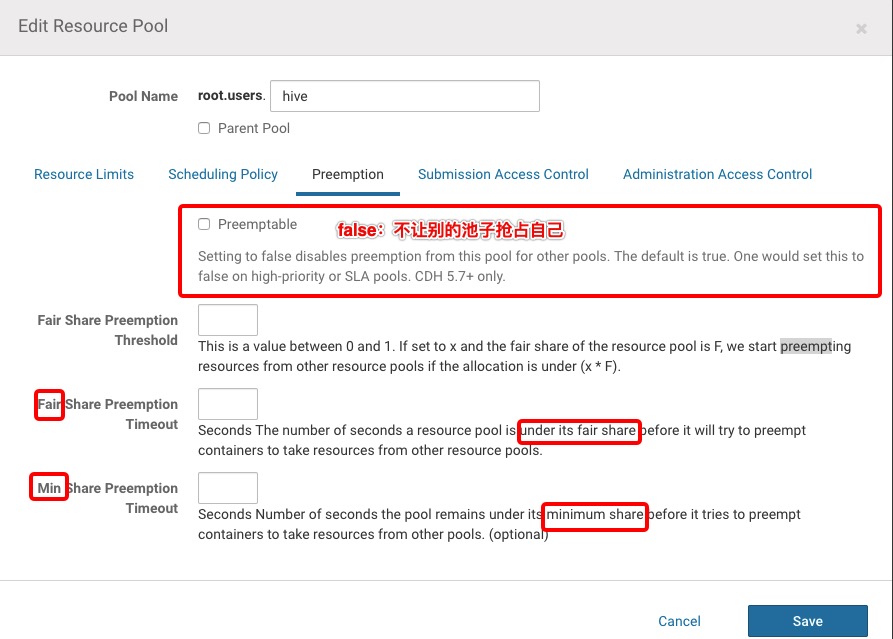 Edit Resource Pool
×
Pool Name root.users. hive
Parent Pool
Resource Limits Scheduling Policy Preemption Submission Access Control Administration Access Control
Preemptable false：不让别的池子抢占自己
Setting to false disables preemption from this pool for other pools. The default is true. One would set this to
false on high-priority or SLA pools. CDH 5.7+ only.
Fair Share Preemption
Threshold
This is a value between 0 and 1. If set to x and the fair share of the resource pool is F, we start preempting
resources from other resource pools if the allocation is under (x * F).
Fair Share Preemption
Timeout
Seconds The number of seconds a resource pool is under its fair share before it will try to preempt
containers to take resources from other resource pools.
Min Share Preemption
Timeout
Seconds Number of seconds the pool remains under its minimum share before it tries to preempt
containers to take resources from other pools. (optional)
Cancel Save